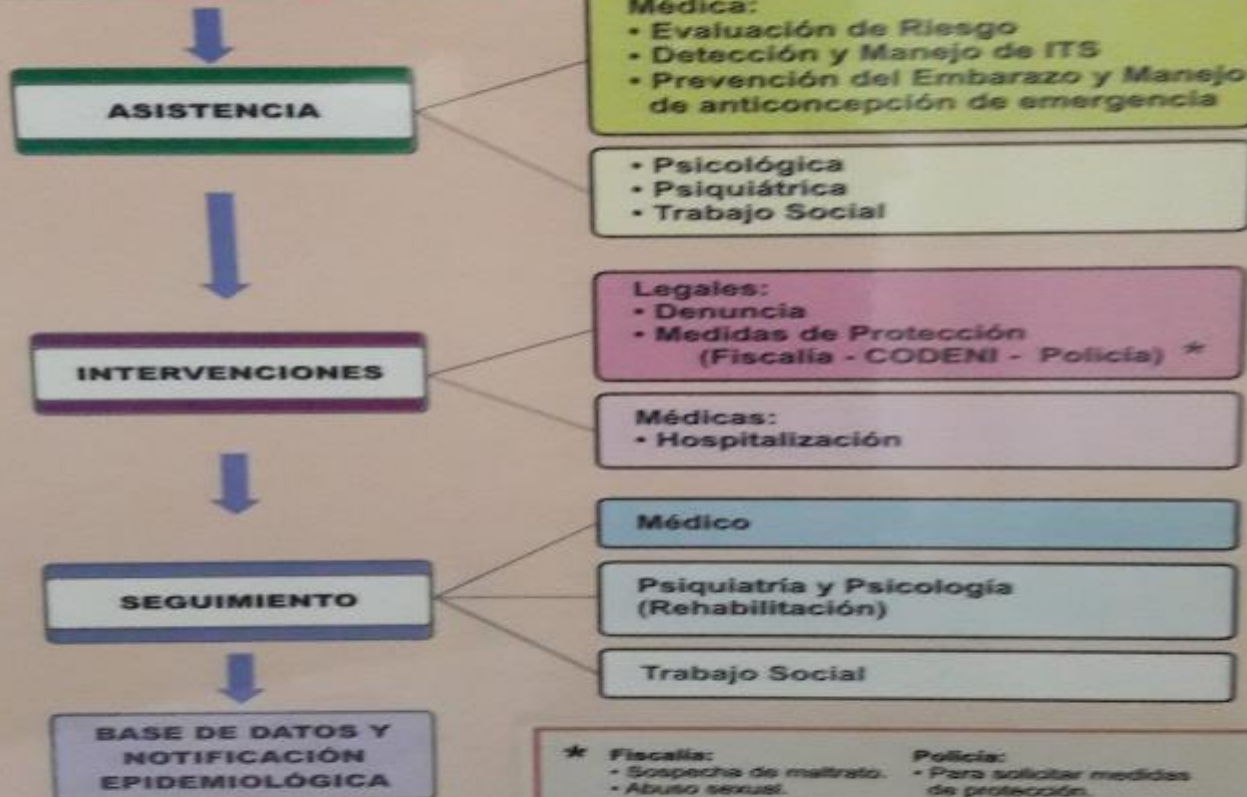 ASISTENCIA
Médica:
• Evaluación de Riesgo
• Detección y Manejo de ITS
• Prevención del Embarazo y Manejo
de anticoncepción de emergencia
• Psicológica
• Psiquiátrica
• Trabajo Social
INTERVENCIONES
Legales:
• Denuncia
• Medidas de Protección
(Fiscalía - CODENI - Policía) *
Médicas:
• Hospitalización
SEGUIMIENTO
Médico
Psiquiatría y Psicología
(Rehabilitación)
Trabajo Social
BASE DE DATOS Y
NOTIFICACIÓN
EPIDEMIOLÓGICA
* Fiscalía:
• Sospecha de maltrato.
• Abuso sexual.
Policía:
• Para solicitar medidas
de protección.